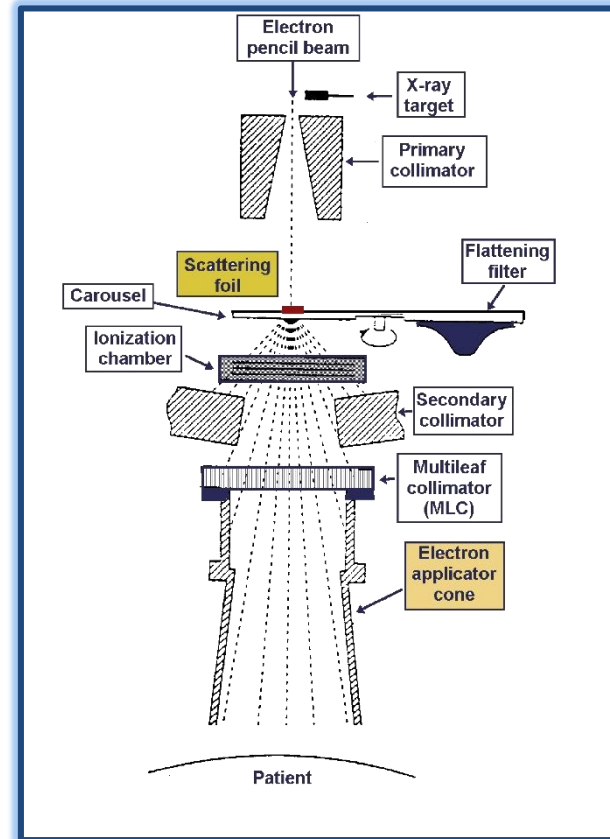 Electron
pencil beam
X-ray
target
Primary
collimator
Scattering
foil
Flattening
filter
Carousel
Ionization
chamber
Secondary
collimator
Multileaf
collimator
(MLC)
Electron
applicator
cone
Patient